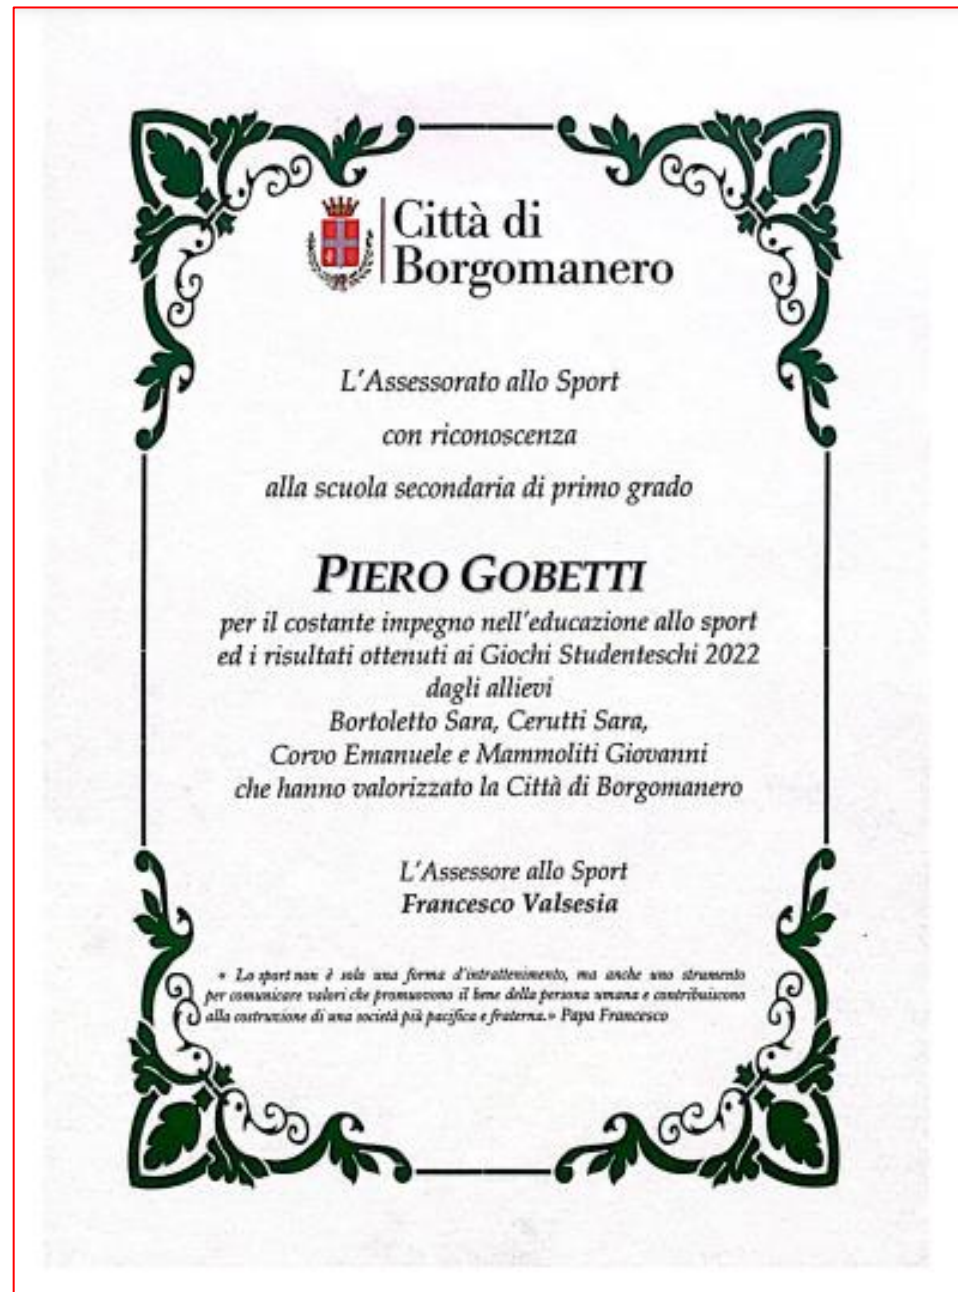 Città di
Borgomanero
L'Assessorato allo Sport
con riconoscenza
alla scuola secondaria di primo grado
PIERO GOBETTI
per il costante impegno nell'educazione allo sport
ed i risultati ottenuti ai Giochi Studenteschi 2022
dagli allievi
Bortoletto Sara, Cerutti Sara,
Corvo Emanuele e Mammoliti Giovanni
che hanno valorizzato la Città di Borgomanero
L'Assessore allo Sport
Francesco Valsesia
« Lo sport non è solo una forma d'intrattenimento, ma anche uno strumento
per comunicare valori che promuovono il bene della persona umana e contribuiscono
alla costruzione di una società più pacifica e fraterna.» Papa Francesco